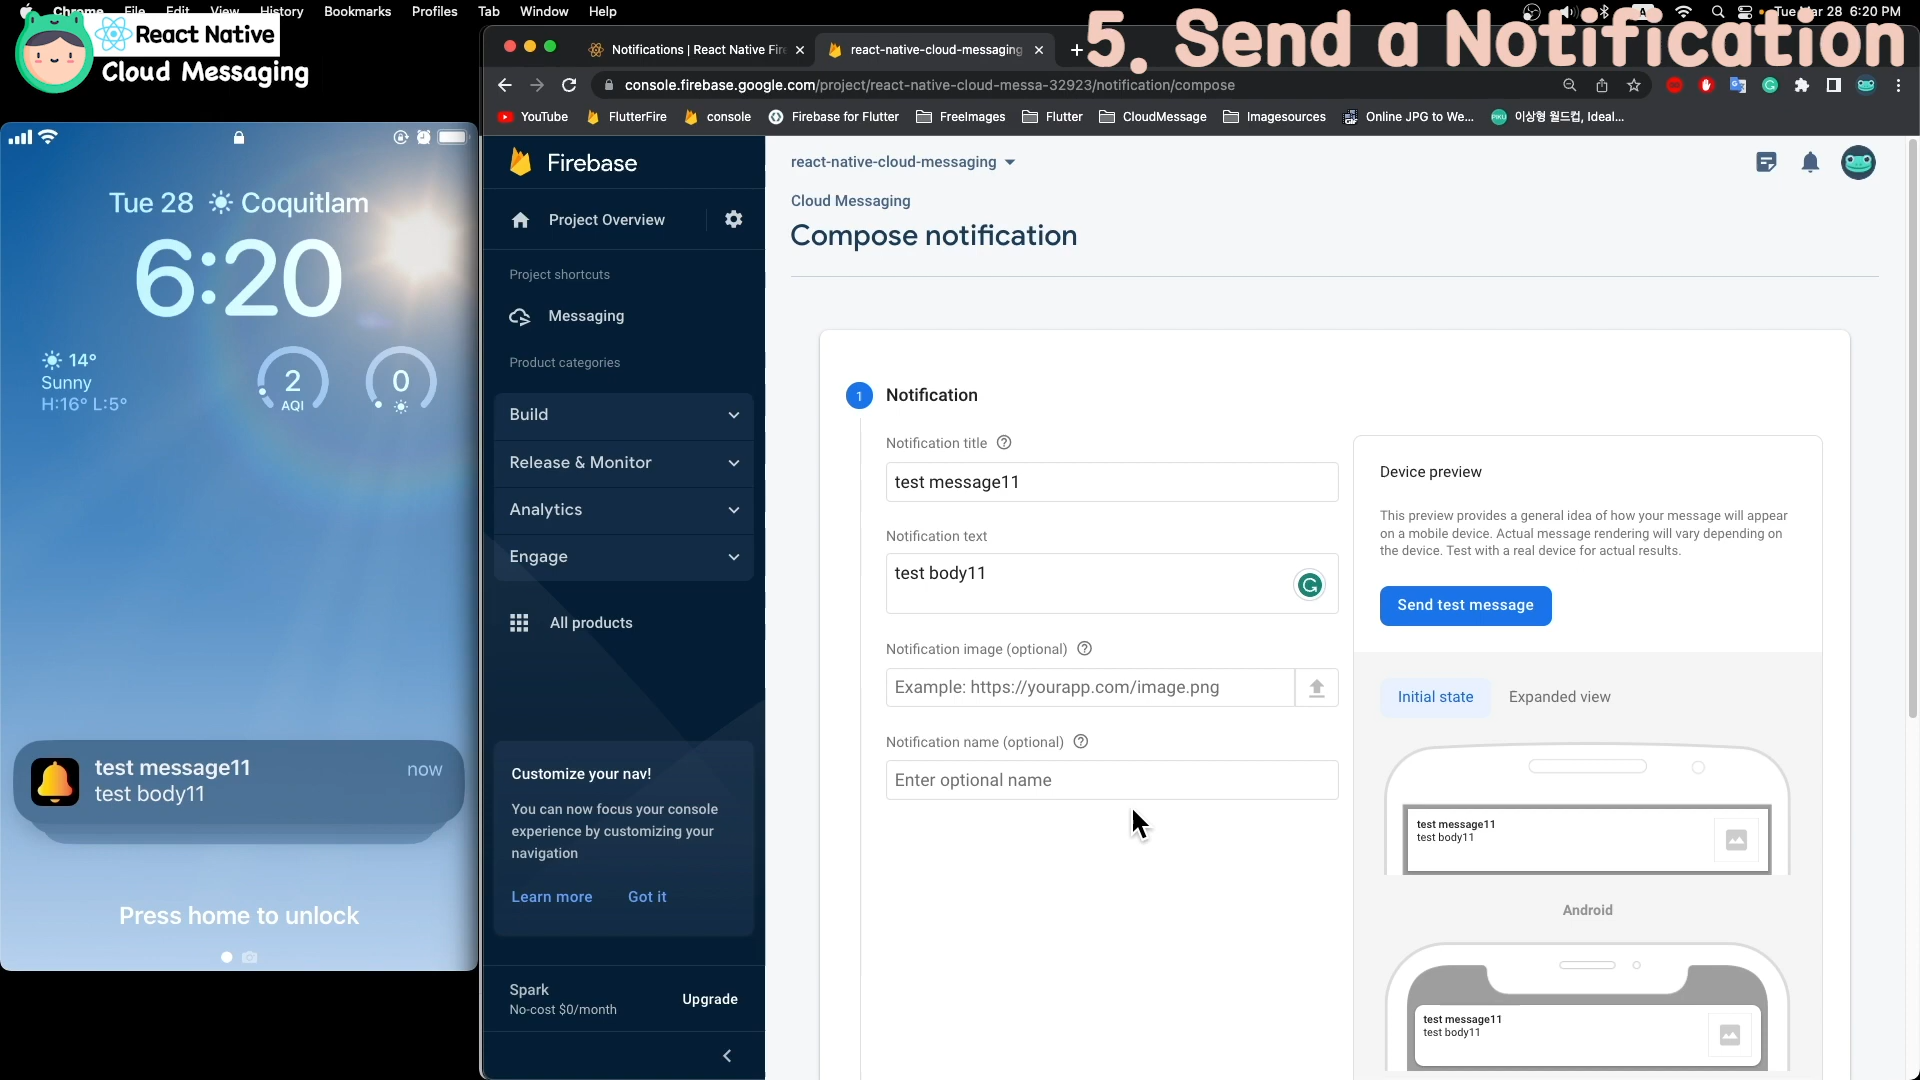 Chrome File Edit View History Bookmarks Profiles Tab Window Help
A
Tue Mar 28 6:20 PM
React Native
Cloud Messaging
5. Send a Notification
Notifications | React Native Fire
react-native-cloud-messaging
console.firebase.google.com/project/react-native-cloud-messa-32923/notification/compose
YouTube
FlutterFire
console
Firebase for Flutter
FreeImages
Flutter
CloudMessage
Imagesources
Online JPG to We...
이상형 월드컵, Ideal...
Tue 28 Coquitlam
6:20
14°
Sunny
H:16° L:5°
2
AQI
0
test message11
now
test body11
Press home to unlock
Firebase
Project Overview
Project shortcuts
Messaging
Product categories
Build
Release & Monitor
Analytics
Engage
All products
Customize your nav!
You can now focus your console
experience by customizing your
navigation
Learn more
Got it
Spark
No-cost $0/month
Upgrade
react-native-cloud-messaging
Cloud Messaging
Compose notification
1
Notification
Notification title
test message11
Notification text
test body11
Notification image (optional)
Example: https://yourapp.com/image.png
Notification name (optional)
Enter optional name
Device preview
This preview provides a general idea of how your message will appear
on a mobile device. Actual message rendering will vary depending on
the device. Test with a real device for actual results.
Send test message
Initial state
Expanded view
test message11
test body11
Android
test message11
test body11